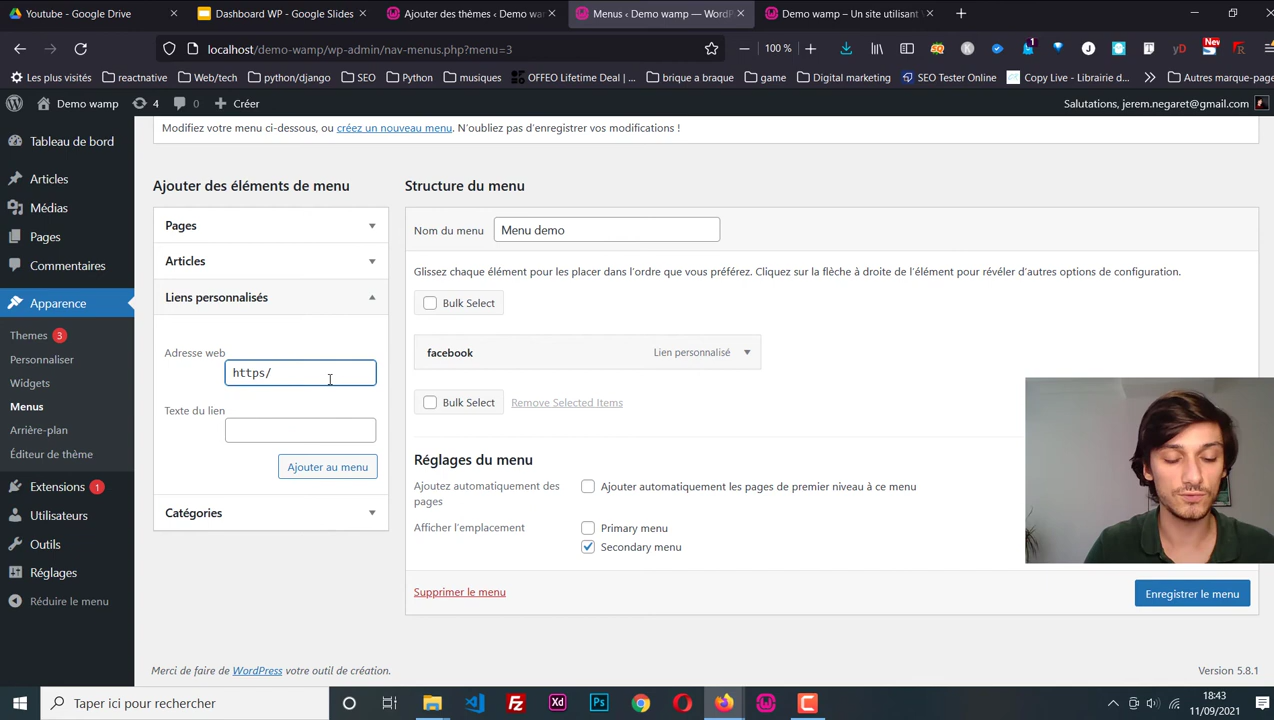 Youtube - Google Drive
Dashboard WP - Google Slides
Ajouter des thèmes ‹ Demo wam
Menus ‹ Demo wamp — WordP
Demo wamp – Un site utilisant W
localhost/demo-wamp/wp-admin/nav-menus.php?menu=3
100 %
1
yD
New
Les plus visités
reactnative
Web/tech
python/django
SEO
Python
musiques
OFFEO Lifetime Deal | ...
brique a braque
game
Digital marketing
SEO Tester Online
Copy Live - Librairie d...
Autres marque-page
Demo wamp
4
0
Créer
Salutations, jerem.negaret@gmail.com
Tableau de bord
Articles
Médias
Pages
Commentaires
Apparence
Themes 3
Personnaliser
Widgets
Menus
Arrière-plan
Éditeur de thème
Extensions 1
Utilisateurs
Outils
Réglages
Réduire le menu
Modifiez votre menu ci-dessous, ou créez un nouveau menu. N’oubliez pas d’enregistrer vos modifications !
Ajouter des éléments de menu
Pages
Articles
Liens personnalisés
Adresse web
https/
Texte du lien
Ajouter au menu
Catégories
Structure du menu
Nom du menu
Menu demo
Glissez chaque élément pour les placer dans l’ordre que vous préférez. Cliquez sur la flèche à droite de l’élément pour révéler d’autres options de configuration.
Bulk Select
facebook
Lien personnalisé
Bulk Select
Remove Selected Items
Réglages du menu
Ajoutez automatiquement des pages
Ajouter automatiquement les pages de premier niveau à ce menu
Afficher l’emplacement
Primary menu
Secondary menu
Supprimer le menu
Enregistrer le menu
Merci de faire de WordPress votre outil de création.
Version 5.8.1
Taper ici pour rechercher
Xd
Ps
18:43
11/09/2021